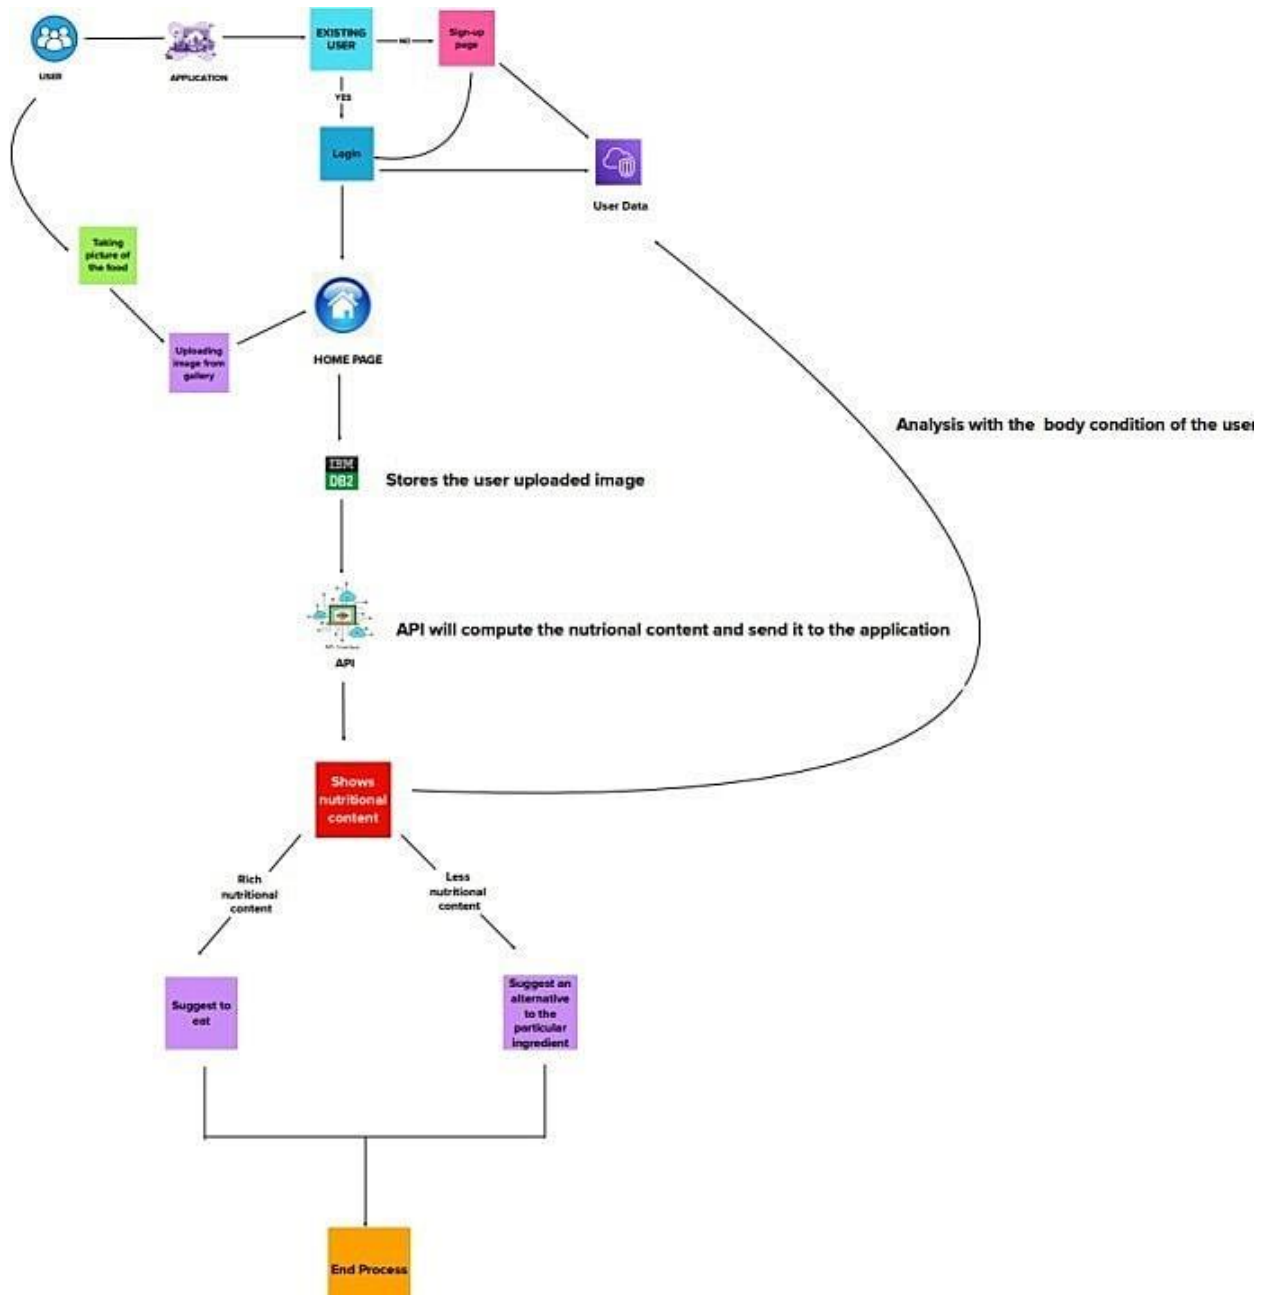 EXISTING
USER
NO
Sign-up
page
USER
APPLICATION
YES
Login
User Data
Taking
picture of
the food
Uploading
image from
gallery
HOME PAGE
Analysis with the body condition of the user
IBM
DB2
Stores the user uploaded image
API will compute the nutrional content and send it to the application
API
Shows
nutritional
content
Rich
nutritional
content
Less
nutritional
content
Suggest to
eat
Suggest an
alternative
to the
particular
ingredient
End Process